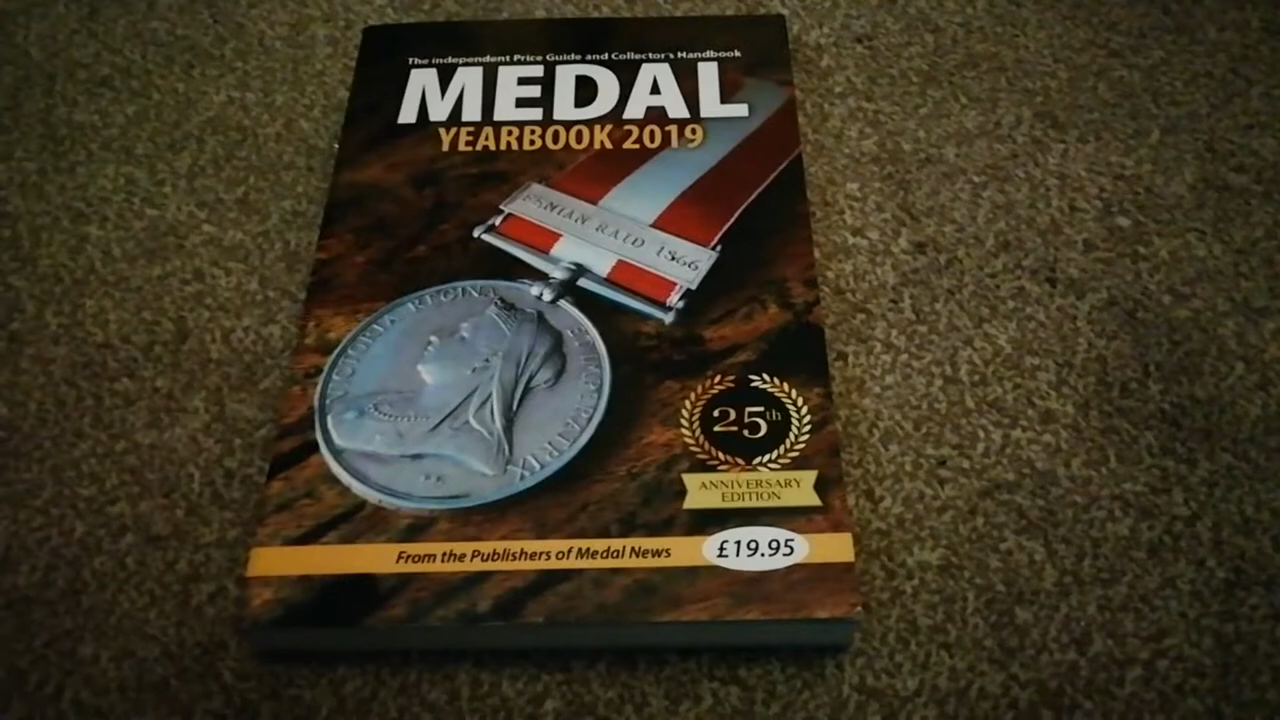 The independent Price Guide and Collector's Handbook
MEDAL
YEARBOOK 2019
FENIAN RAID 1866
VICTORIA REGINA
ET IMPERATRIX
25th
ANNIVERSARY
EDITION
From the Publishers of Medal News
£19.95